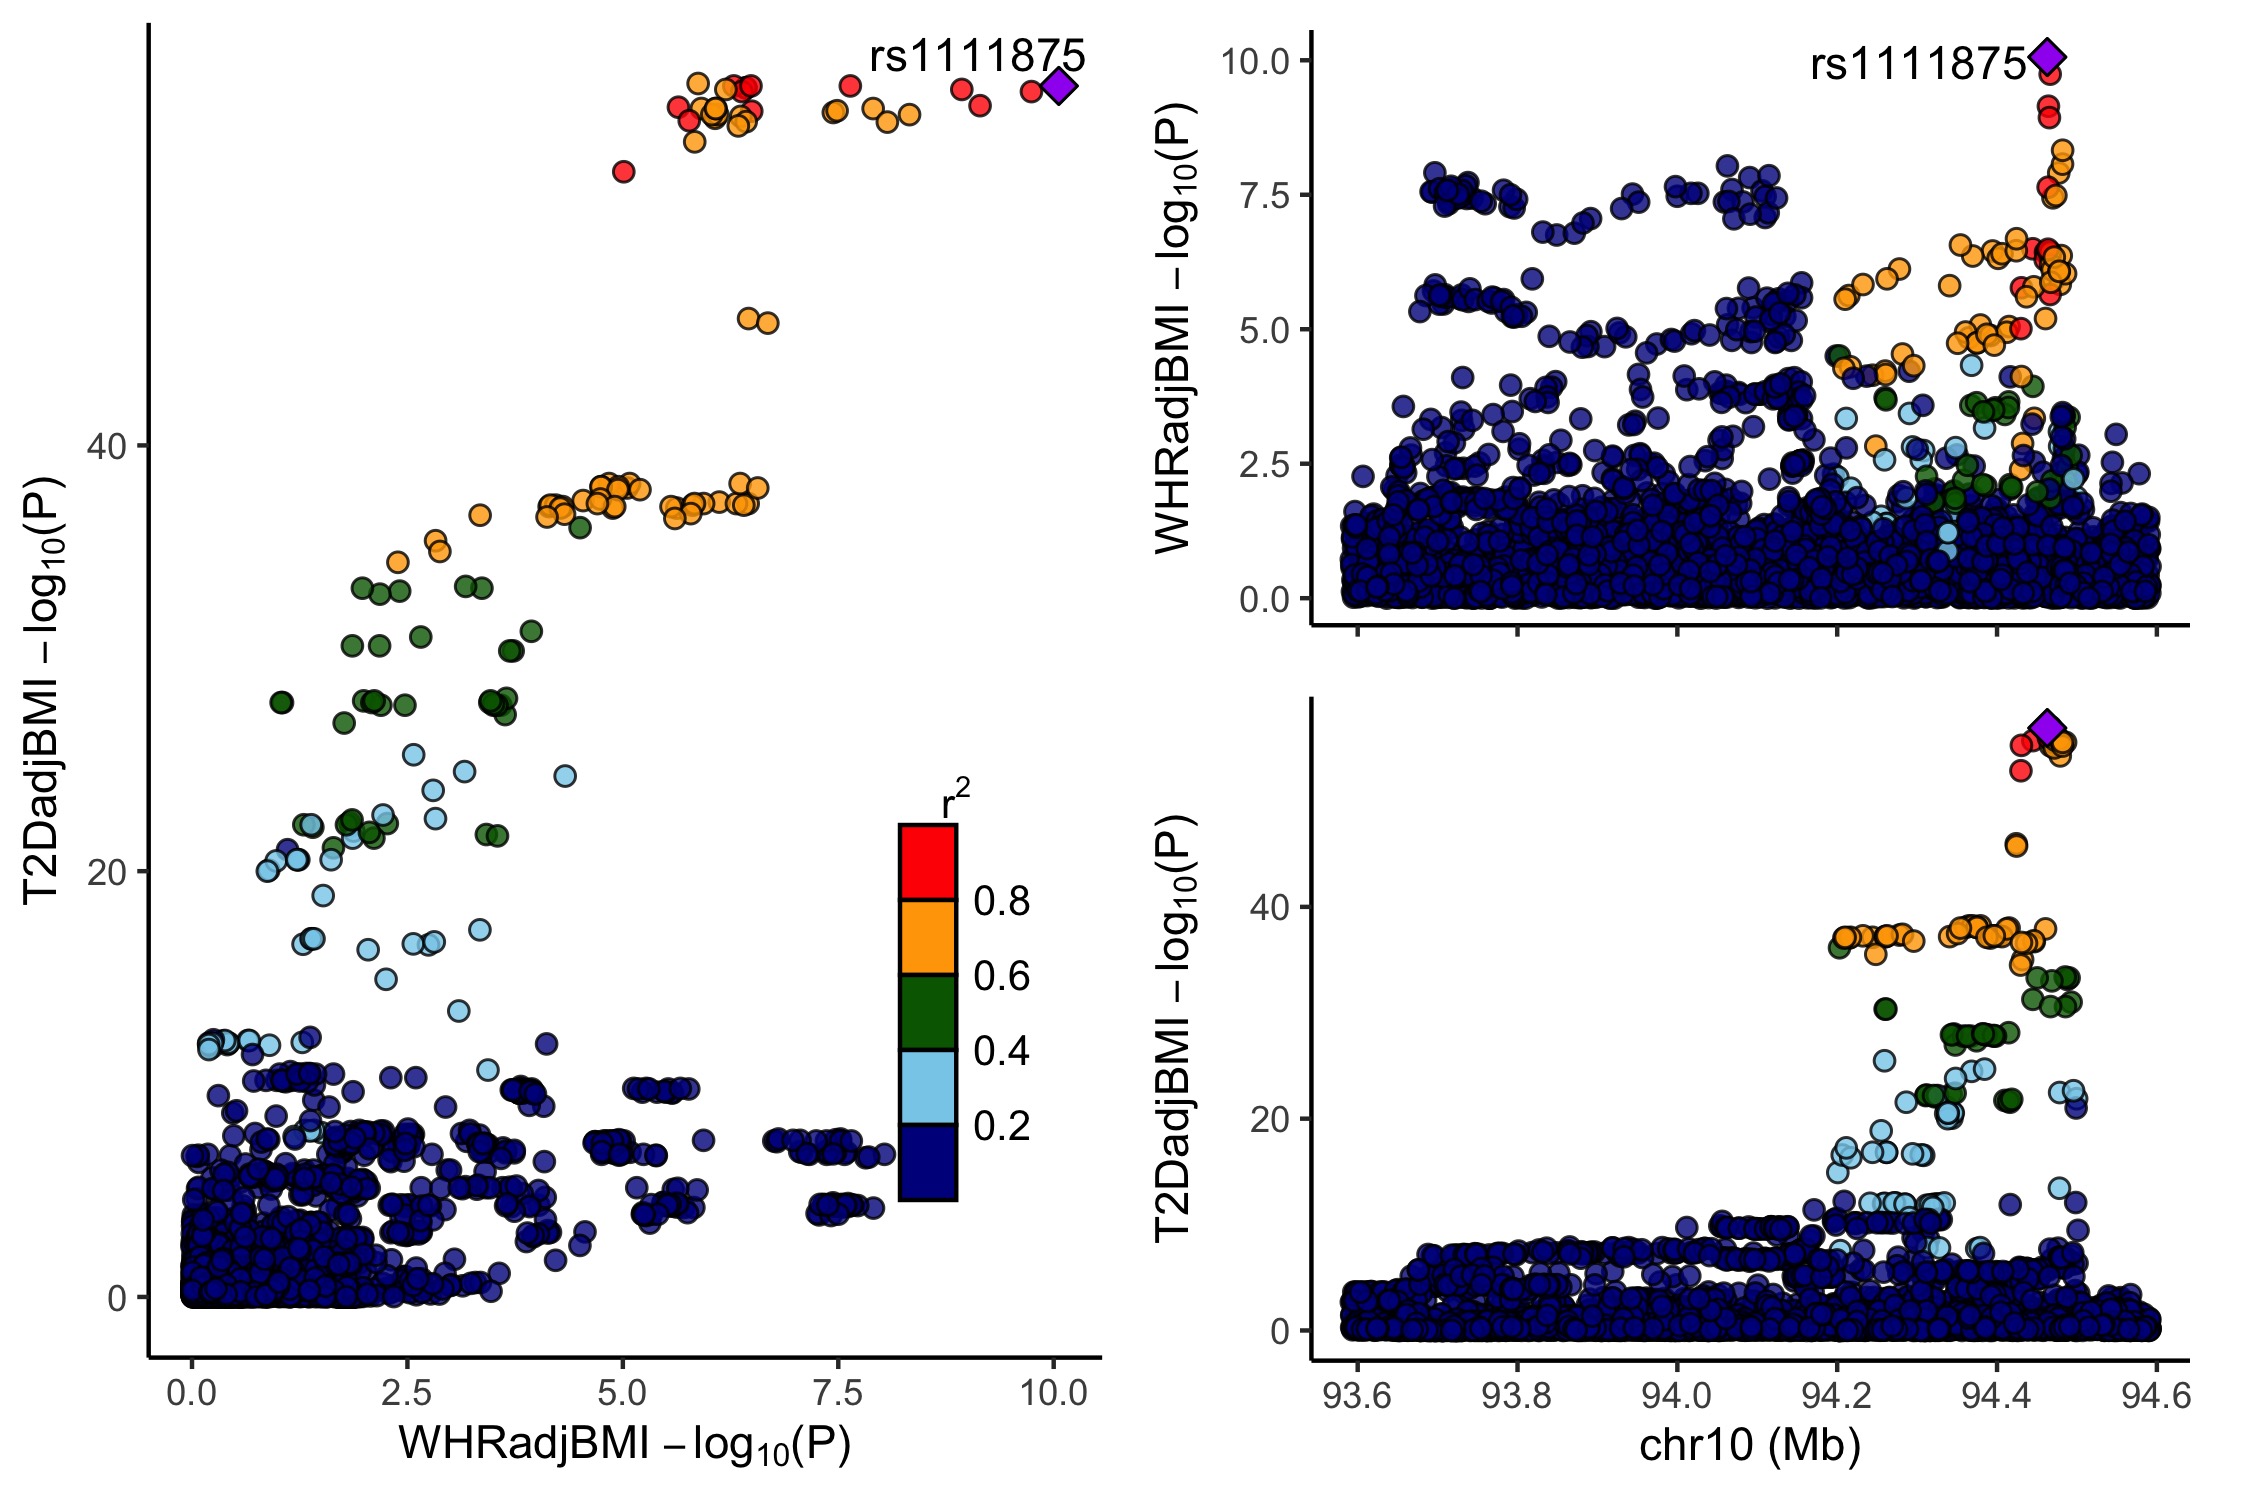 rs1111875
40
20
0
T2DadjBMI −log10(P)
0.0 2.5 5.0 7.5 10.0
WHRadjBMI −log10(P)
r2
0.8
0.6
0.4
0.2
rs1111875
10.0
7.5
5.0
2.5
0.0
WHRadjBMI −log10(P)
40
20
0
T2DadjBMI −log10(P)
93.6 93.8 94.0 94.2 94.4 94.6
chr10 (Mb)